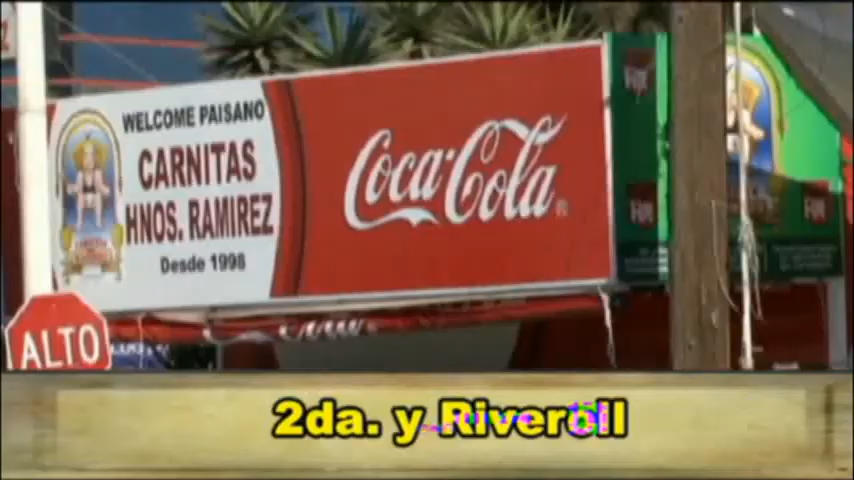 WELCOME PAISANO
CARNITAS
HNOS. RAMIREZ
Desde 1998
Coca-Cola®
ALTO
2da. y Riveroll